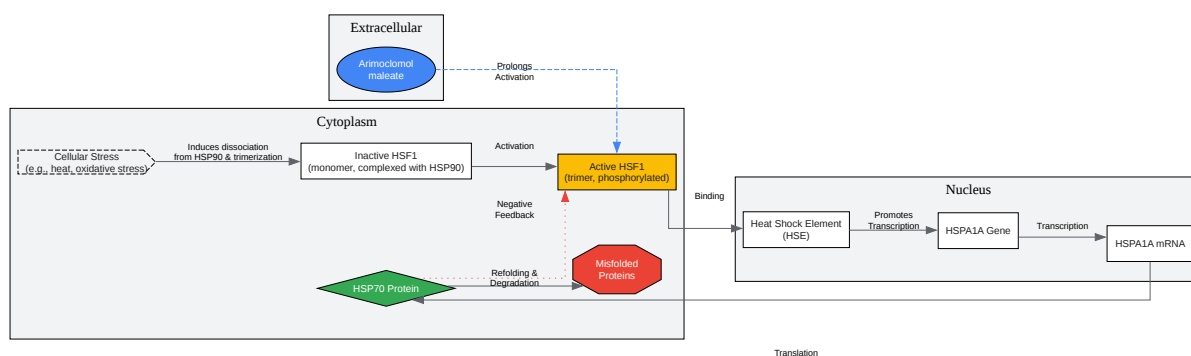 Extracellular
Arimoclomol
maleate
Prolongs
Activation
Cytoplasm
Cellular Stress
(e.g., heat, oxidative stress)
Induces dissociation
from HSP90 & trimerization
Inactive HSF1
(monomer, complexed with HSP90)
Activation
Active HSF1
(trimer, phosphorylated)
Negative
Feedback
Misfolded
Proteins
Refolding &
Degradation
HSP70 Protein
Binding
Nucleus
Heat Shock Element
(HSE)
Promotes
Transcription
HSPA1A Gene
Transcription
HSPA1A mRNA
Translation